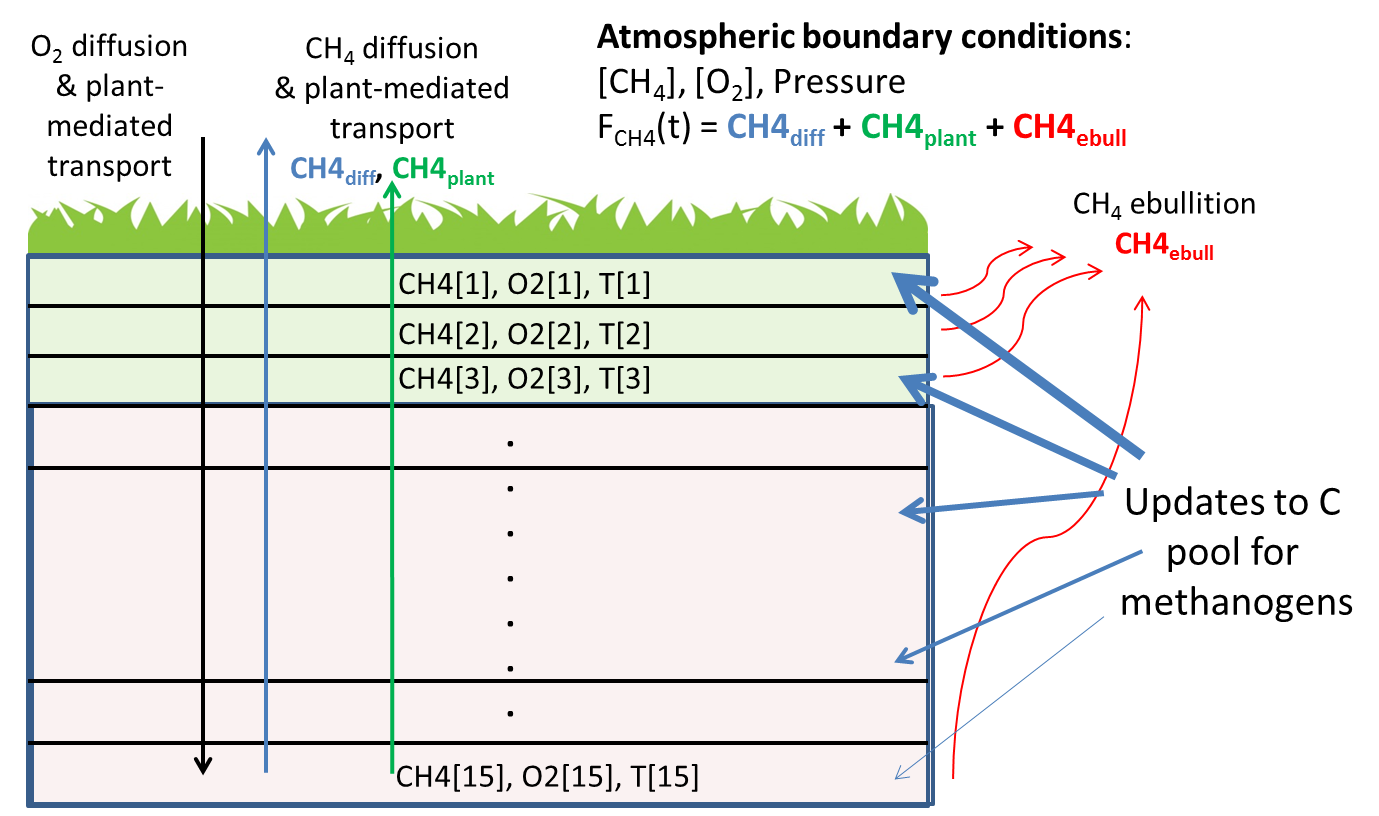 O₂ diffusion
& plant-
mediated
transport
CH₄ diffusion
& plant-mediated
transport
CH4diff, CH4plant
Atmospheric boundary conditions:
[CH₄], [O₂], Pressure
F_CH4(t) = CH4diff + CH4plant + CH4ebull
CH₄ ebullition
CH4ebull
CH4[1], O2[1], T[1]
CH4[2], O2[2], T[2]
CH4[3], O2[3], T[3]
.
.
.
.
.
.
.
CH4[15], O2[15], T[15]
Updates to C
pool for
methanogens